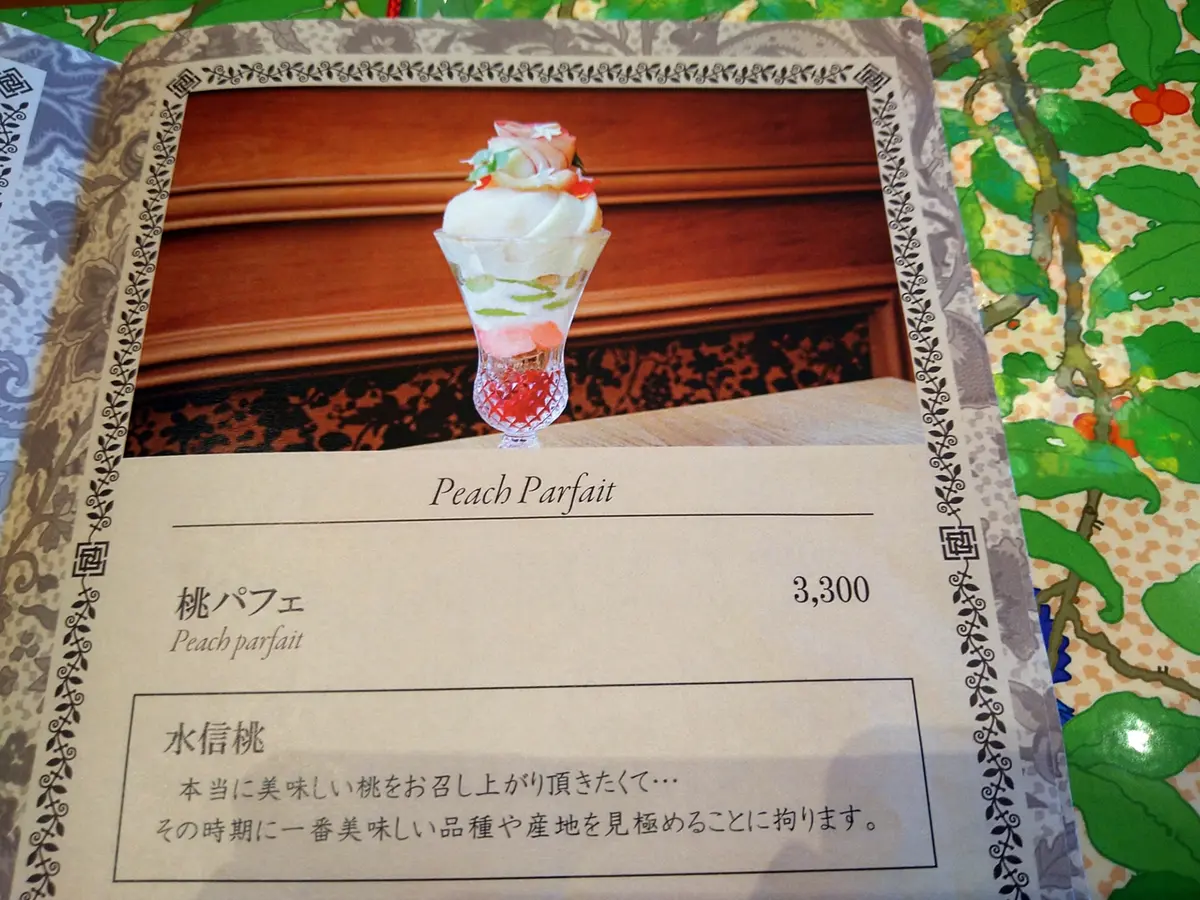 Peach Parfait
桃パフェ 3,300
Peach parfait
水信桃
本当に美味しい桃をお召し上がり頂きたくて…
その時期に一番美味しい品種や産地を見極めることに拘ります。